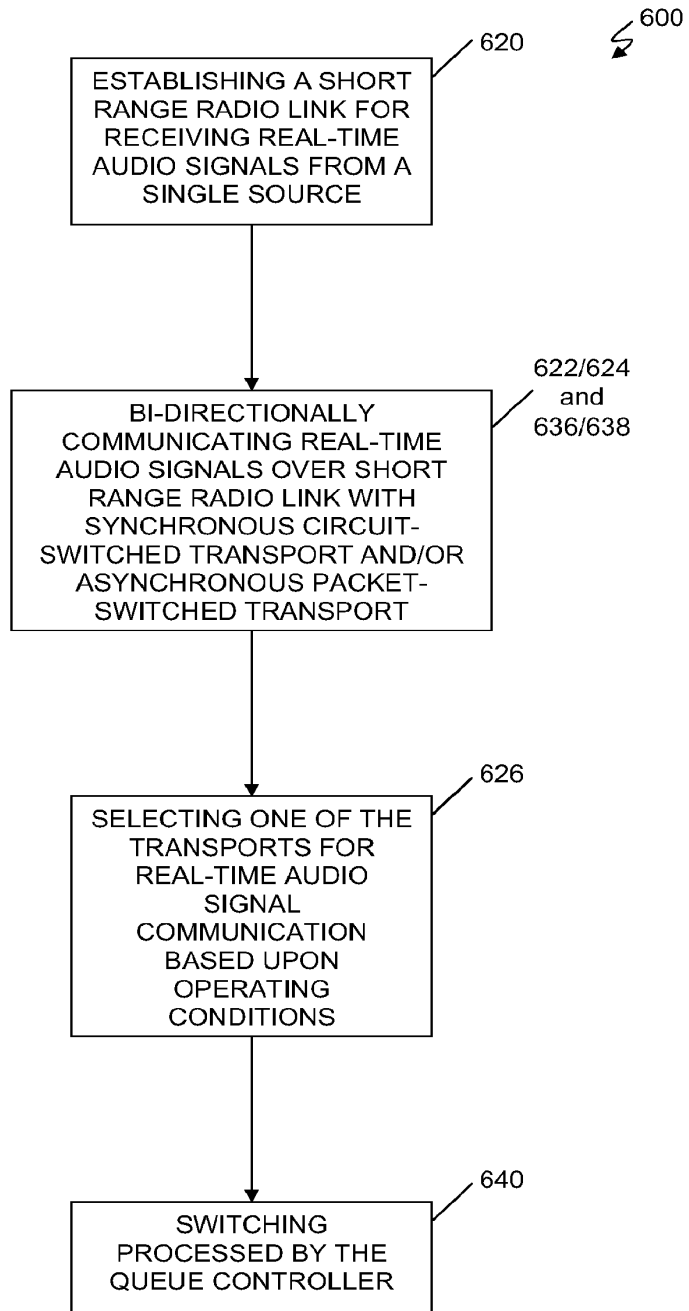 600
620
ESTABLISHING A SHORT
RANGE RADIO LINK FOR
RECEIVING REAL-TIME
AUDIO SIGNALS FROM A
SINGLE SOURCE
622/624
and
636/638
BI-DIRECTIONALLY
COMMUNICATING REAL-TIME
AUDIO SIGNALS OVER SHORT
RANGE RADIO LINK WITH
SYNCHRONOUS CIRCUIT-
SWITCHED TRANSPORT AND/OR
ASYNCHRONOUS PACKET-
SWITCHED TRANSPORT
626
SELECTING ONE OF THE
TRANSPORTS FOR
REAL-TIME AUDIO
SIGNAL
COMMUNICATION
BASED UPON
OPERATING
CONDITIONS
640
SWITCHING
PROCESSED BY THE
QUEUE CONTROLLER